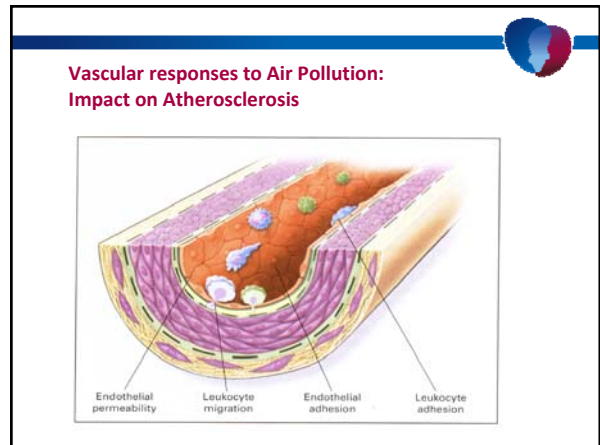 Vascular responses to Air Pollution:
Impact on Atherosclerosis
Endothelial permeability
Leukocyte migration
Endothelial adhesion
Leukocyte adhesion